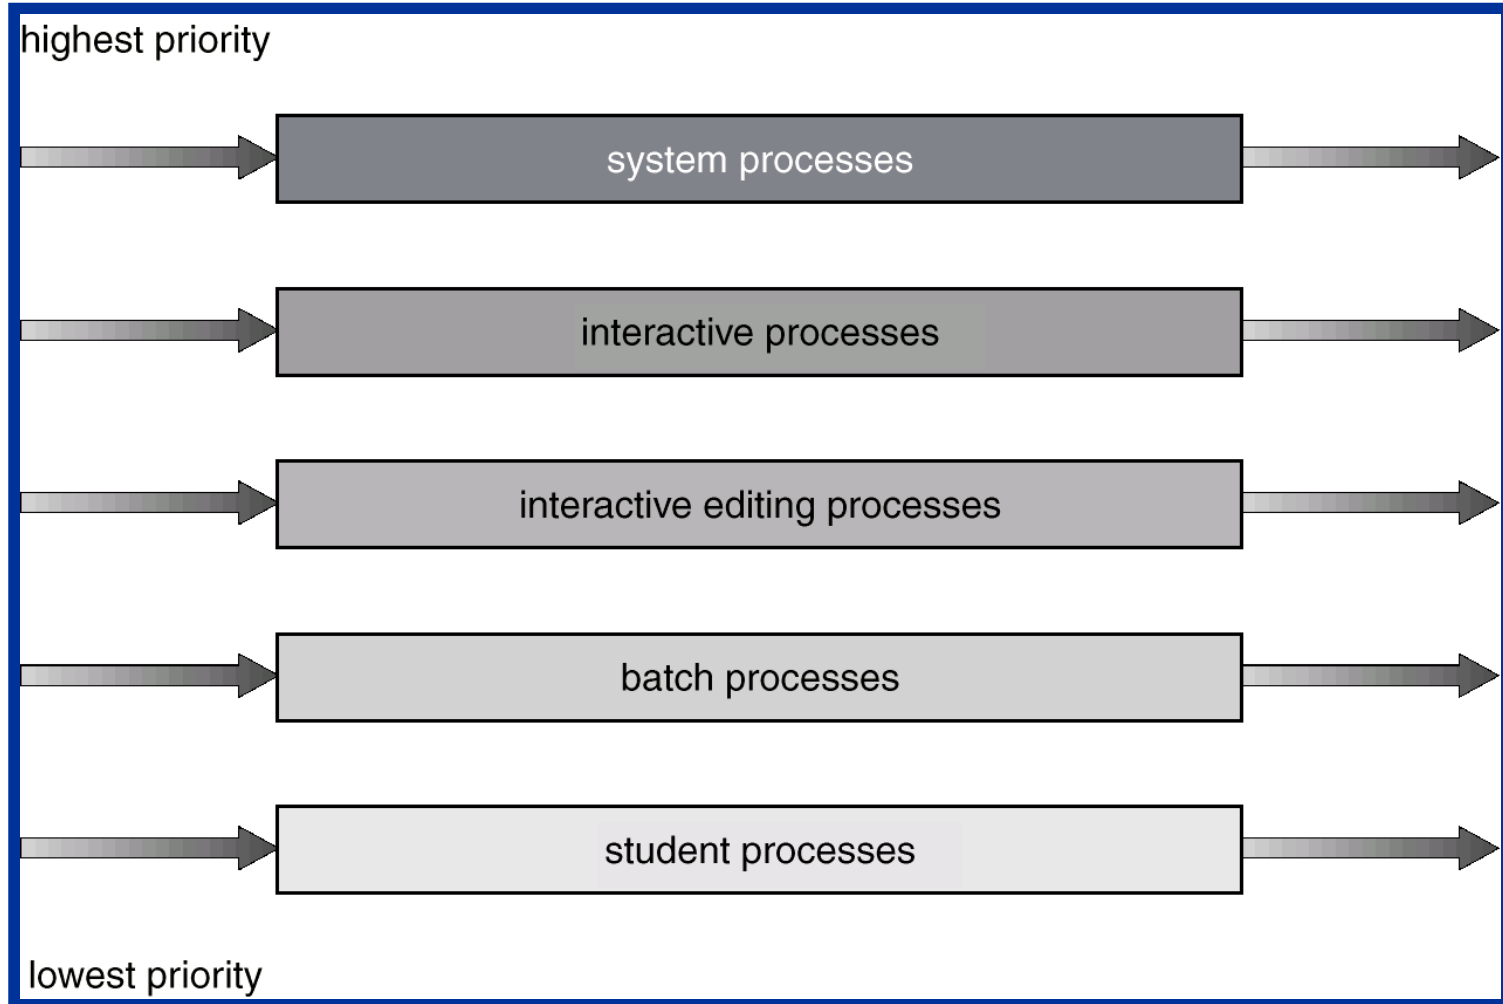 highest priority
system processes
interactive processes
interactive editing processes
batch processes
student processes
lowest priority